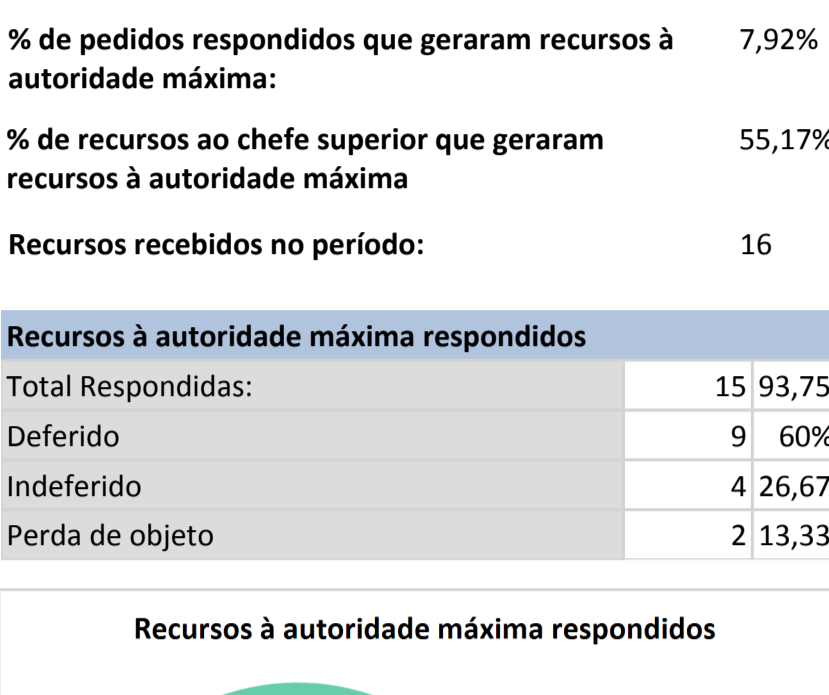 % de pedidos respondidos que geraram recursos à 7,92%
autoridade máxima:
% de recursos ao chefe superior que geraram 55,17%
recursos à autoridade máxima
Recursos recebidos no período: 16
Recursos à autoridade máxima respondidos
Total Respondidas: 15 93,75
Deferido 9 60%
Indeferido 4 26,67
Perda de objeto 2 13,33
Recursos à autoridade máxima respondidos